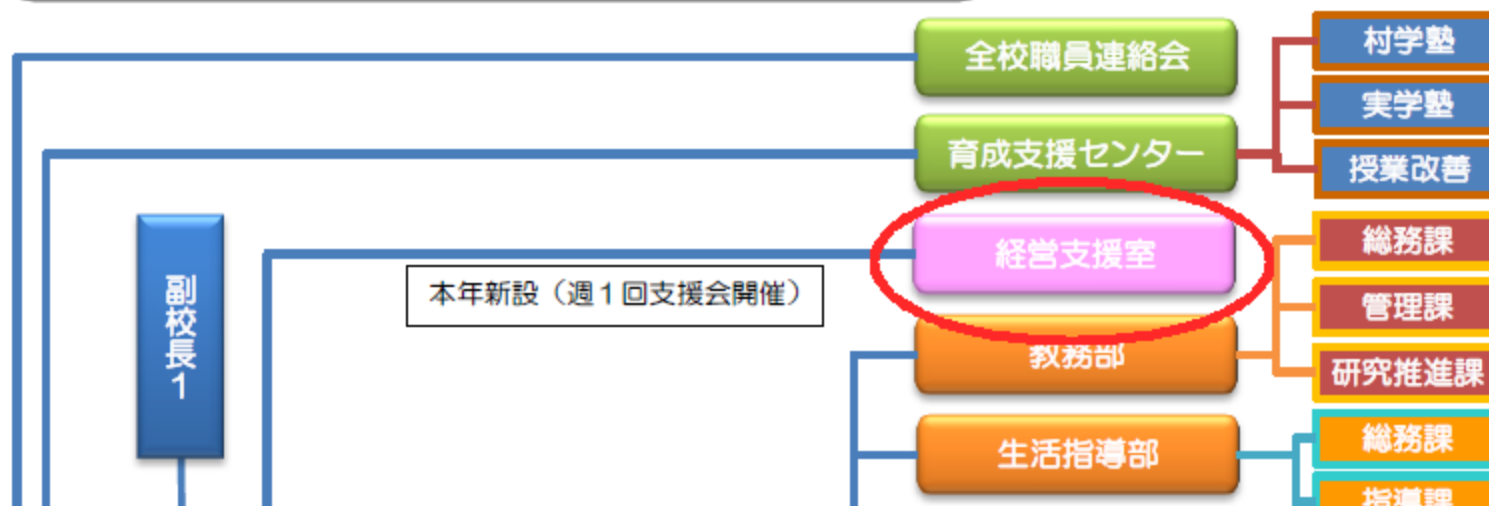 全校職員連絡会
村学塾
実学塾
育成支援センター
授業改善
経営支援室
総務課
本年新設（週１回支援会開催）
管理課
副校長1
教務部
研究推進課
生活指導部
総務課
指導課